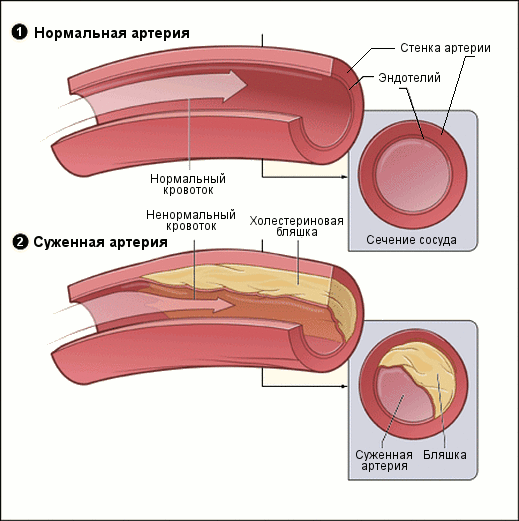 1 Нормальная артерия
Стенка артерии
Эндотелий
Нормальный
кровоток
Сечение сосуда
Ненормальный
кровоток
Холестериновая
бляшка
2 Суженная артерия
Суженная
артерия
Бляшка